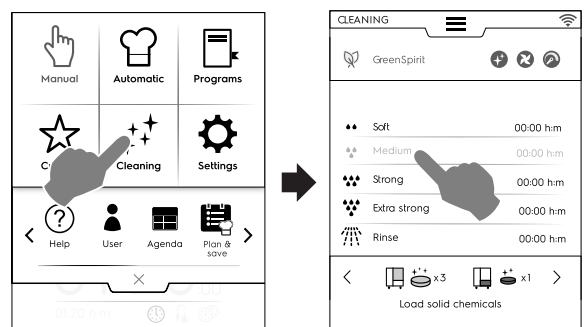 Manual
Automatic
Programs
Cleaning
Settings
Help
User
Agenda
Plan &
save
CLEANING
GreenSpirit
Soft 00:00 h:m
Medium 00:00 h:m
Strong 00:00 h:m
Extra strong 00:00 h:m
Rinse 00:00 h:m
x3 x1
Load solid chemicals